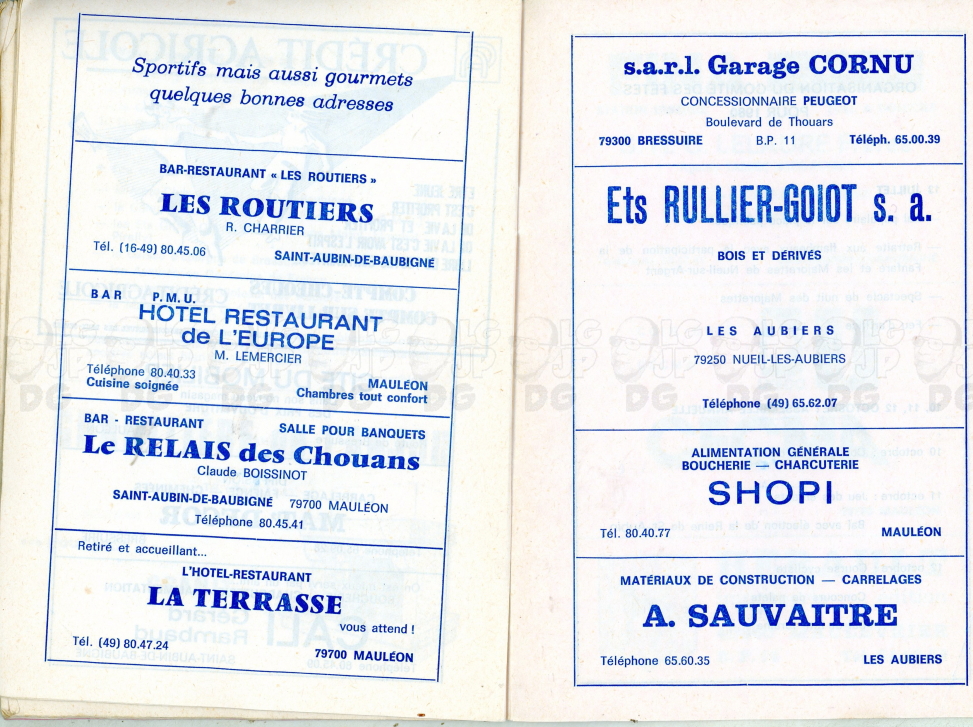 Sportifs mais aussi gourmets
quelques bonnes adresses
BAR-RESTAURANT « LES ROUTIERS »
LES ROUTIERS
R. CHARRIER
Tél. (16-49) 80.45.06 SAINT-AUBIN-DE-BAUBIGNÉ
BAR P.M.U.
HOTEL RESTAURANT
de L'EUROPE
M. LEMERCIER
Téléphone 80.40.33 MAULÉON
Cuisine soignée Chambres tout confort
BAR - RESTAURANT SALLE POUR BANQUETS
Le RELAIS des Chouans
Claude BOISSINOT
SAINT-AUBIN-DE-BAUBIGNÉ 79700 MAULÉON
Téléphone 80.45.41
Retiré et accueillant...
L'HOTEL-RESTAURANT
LA TERRASSE
vous attend !
Tél. (49) 80.47.24 79700 MAULÉON
s.a.r.l. Garage CORNU
CONCESSIONNAIRE PEUGEOT
Boulevard de Thouars
79300 BRESSUIRE B.P. 11 Téléph. 65.00.39
Ets RULLIER-GOIOT s. a.
BOIS ET DÉRIVÉS
LES AUBIERS
79250 NUEIL-LES-AUBIERS
Téléphone (49) 65.62.07
ALIMENTATION GÉNÉRALE
BOUCHERIE — CHARCUTERIE
SHOPI
Tél. 80.40.77 MAULÉON
MATÉRIAUX DE CONSTRUCTION — CARRELAGES
A. SAUVAITRE
Téléphone 65.60.35 LES AUBIERS